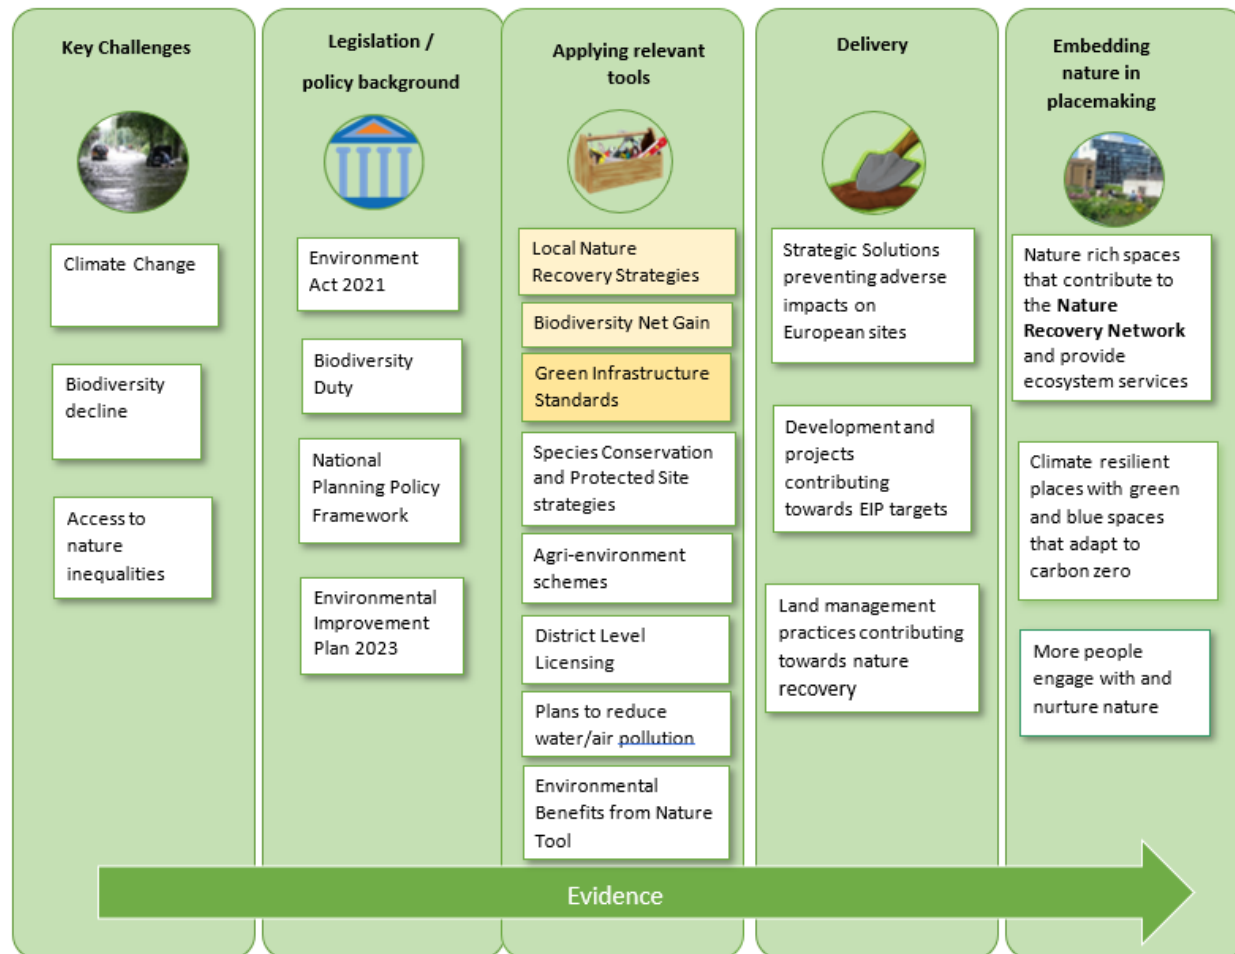 Key Challenges
Climate Change
Biodiversity
decline
Access to
nature
inequalities
Legislation /
policy background
Environment
Act 2021
Biodiversity
Duty
National
Planning Policy
Framework
Environmental
Improvement
Plan 2023
Applying relevant
tools
Local Nature
Recovery Strategies
Biodiversity Net Gain
Green Infrastructure
Standards
Species Conservation
and Protected Site
strategies
Agri-environment
schemes
District Level
Licensing
Plans to reduce
water/air pollution
Environmental
Benefits from Nature
Tool
Delivery
Strategic Solutions
preventing adverse
impacts on
European sites
Development and
projects
contributing
towards EIP targets
Land management
practices contributing
towards nature
recovery
Embedding
nature in
placemaking
Nature rich spaces
that contribute to
the Nature
Recovery Network
and provide
ecosystem services
Climate resilient
places with green
and blue spaces
that adapt to
carbon zero
More people
engage with and
nurture nature
Evidence